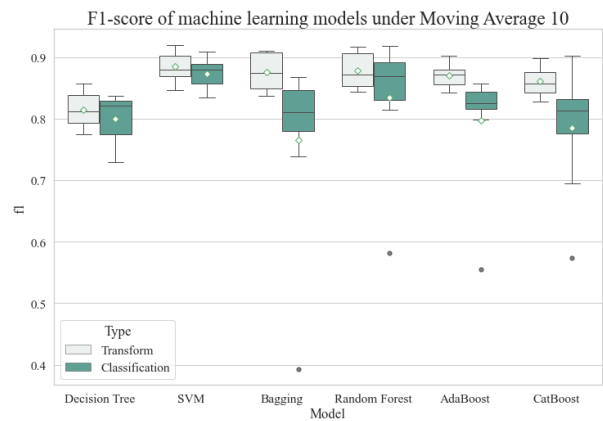 F1-score of machine learning models under Moving Average 10
0.9
0.8
0.7
0.6
0.5
0.4
f1
Type
Transform
Classification
Decision Tree SVM Bagging Random Forest AdaBoost CatBoost
Model